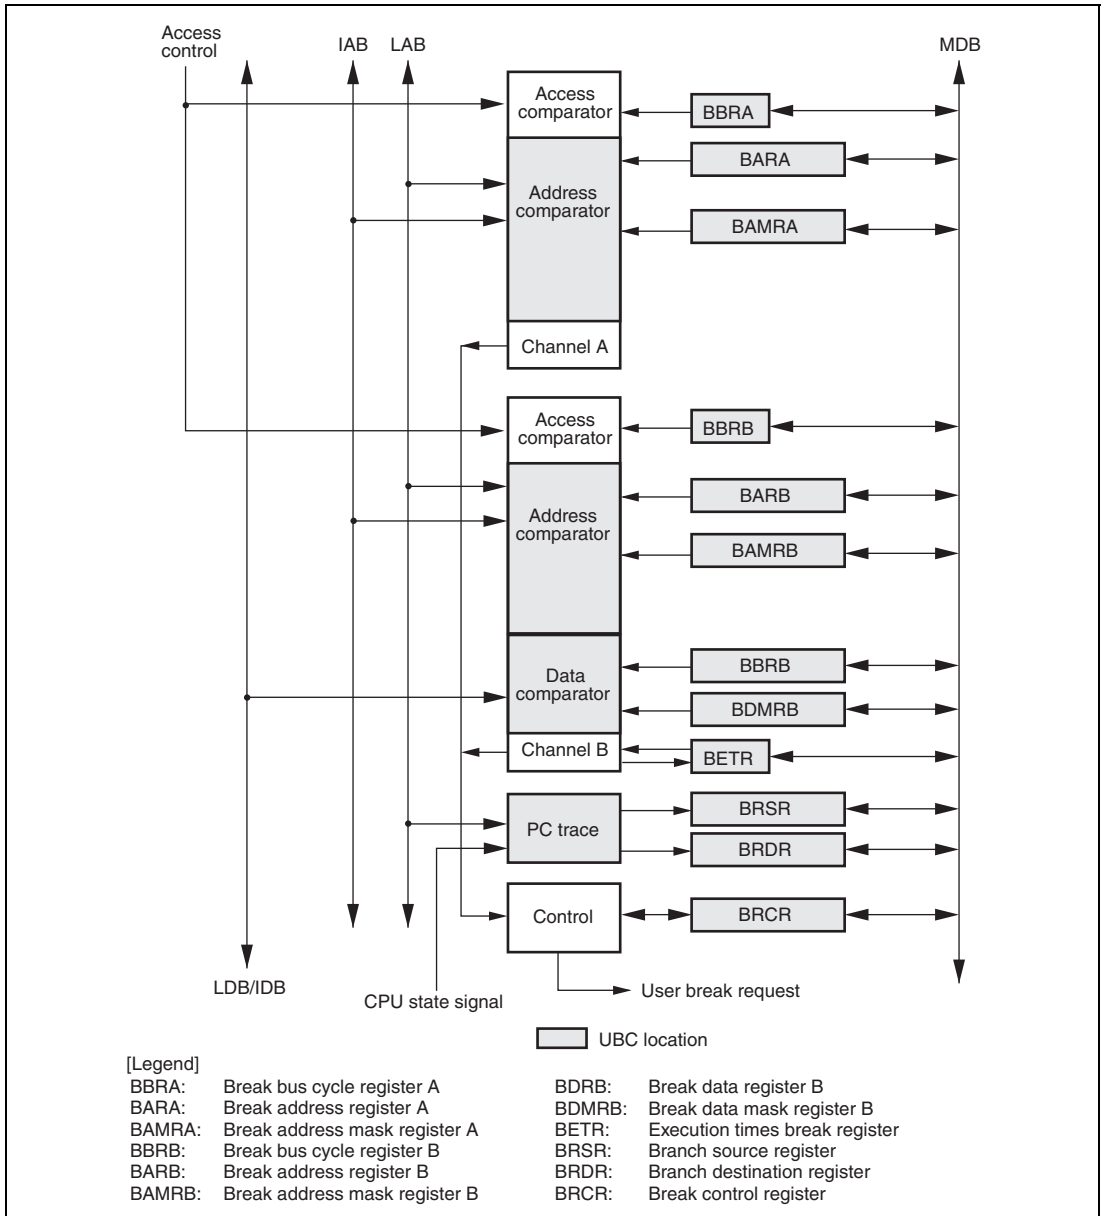 Access
control
IAB
LAB
MDB
Access
comparator
BBRA
BARA
Address
comparator
BAMRA
Channel A
Access
comparator
BBRB
BARB
Address
comparator
BAMRB
BBRB
Data
comparator
BDMRB
Channel B
BETR
BRSR
PC trace
BRDR
Control
BRCR
LDB/IDB
CPU state signal
User break request
UBC location
[Legend]
BBRA: Break bus cycle register A
BARA: Break address register A
BAMRA: Break address mask register A
BBRB: Break bus cycle register B
BARB: Break address register B
BAMRB: Break address mask register B
BDRB: Break data register B
BDMRB: Break data mask register B
BETR: Execution times break register
BRSR: Branch source register
BRDR: Branch destination register
BRCR: Break control register